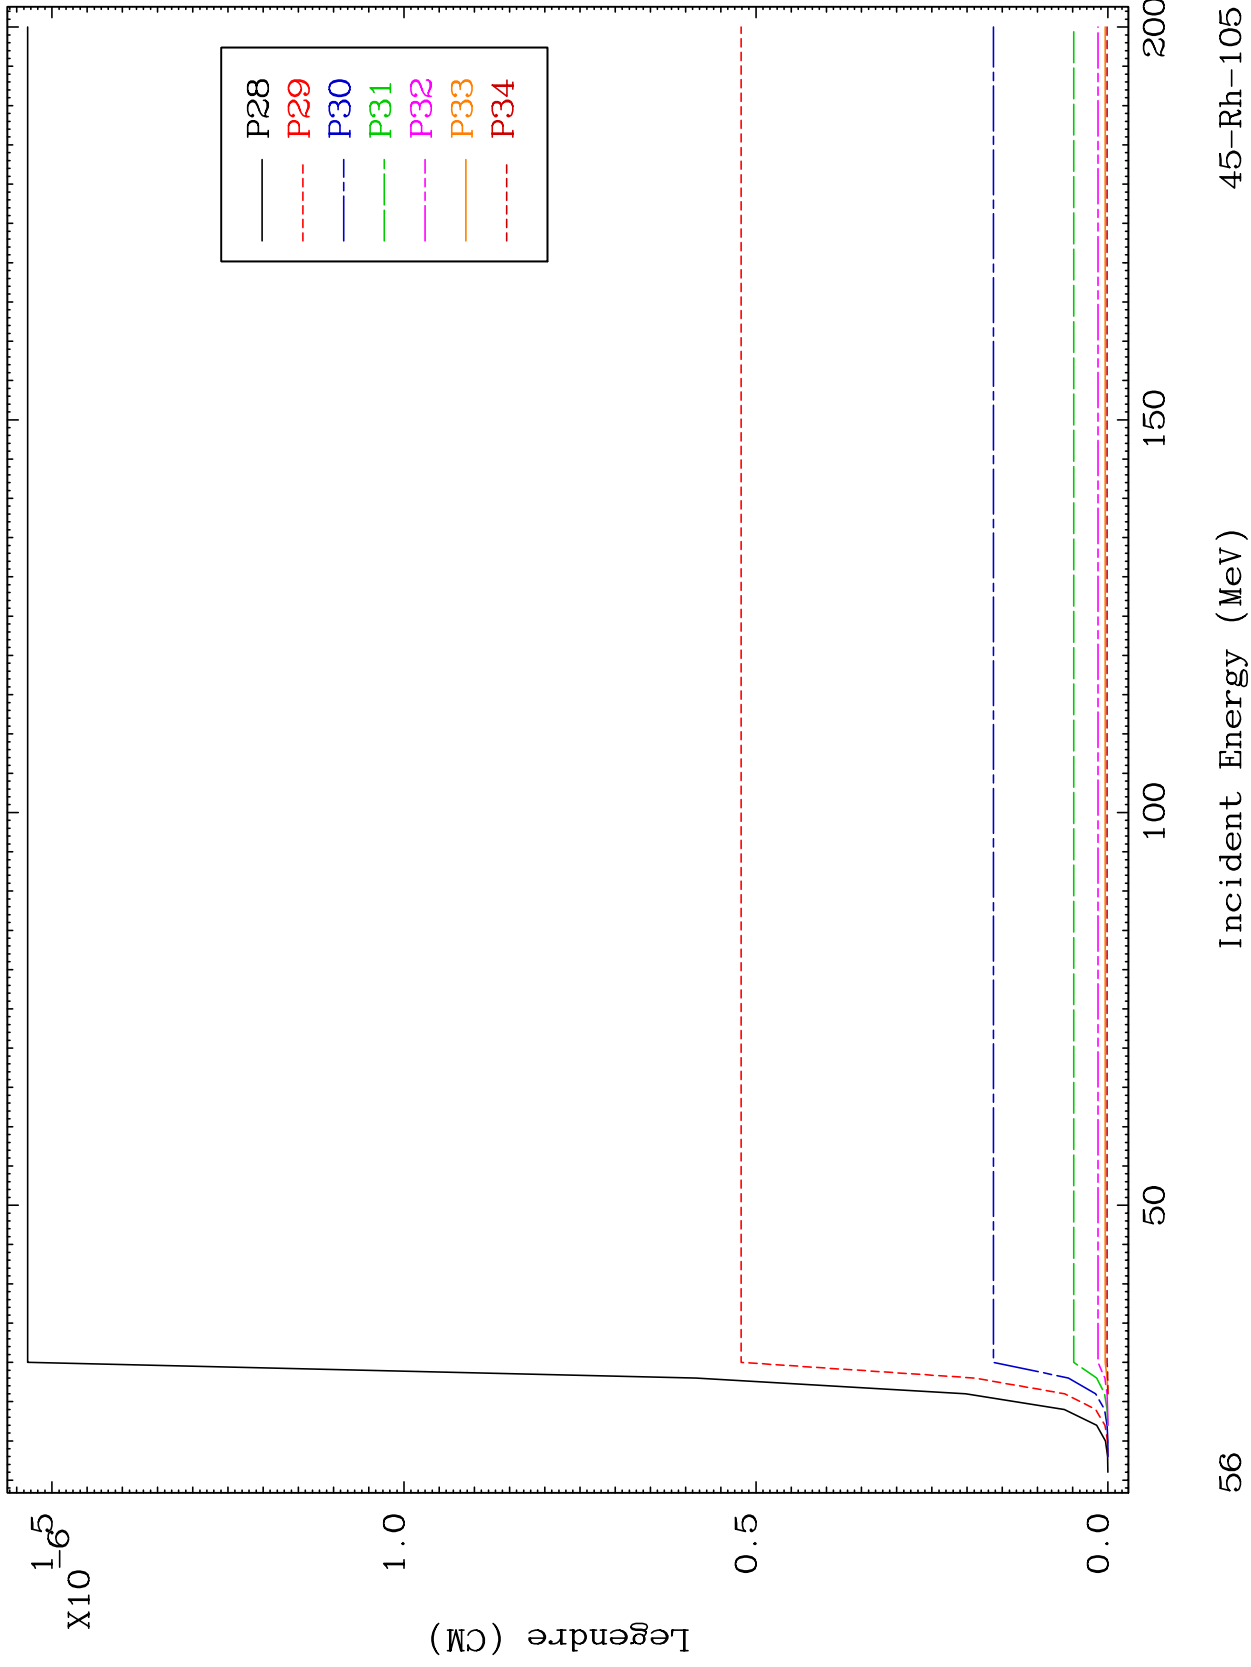 X10
-6
1.5
1.0
0.5
0.0
Legendre (CM)
P28
P29
P30
P31
P32
P33
P34
50
100
150
200
Incident Energy (MeV)
56
45-Rh-105